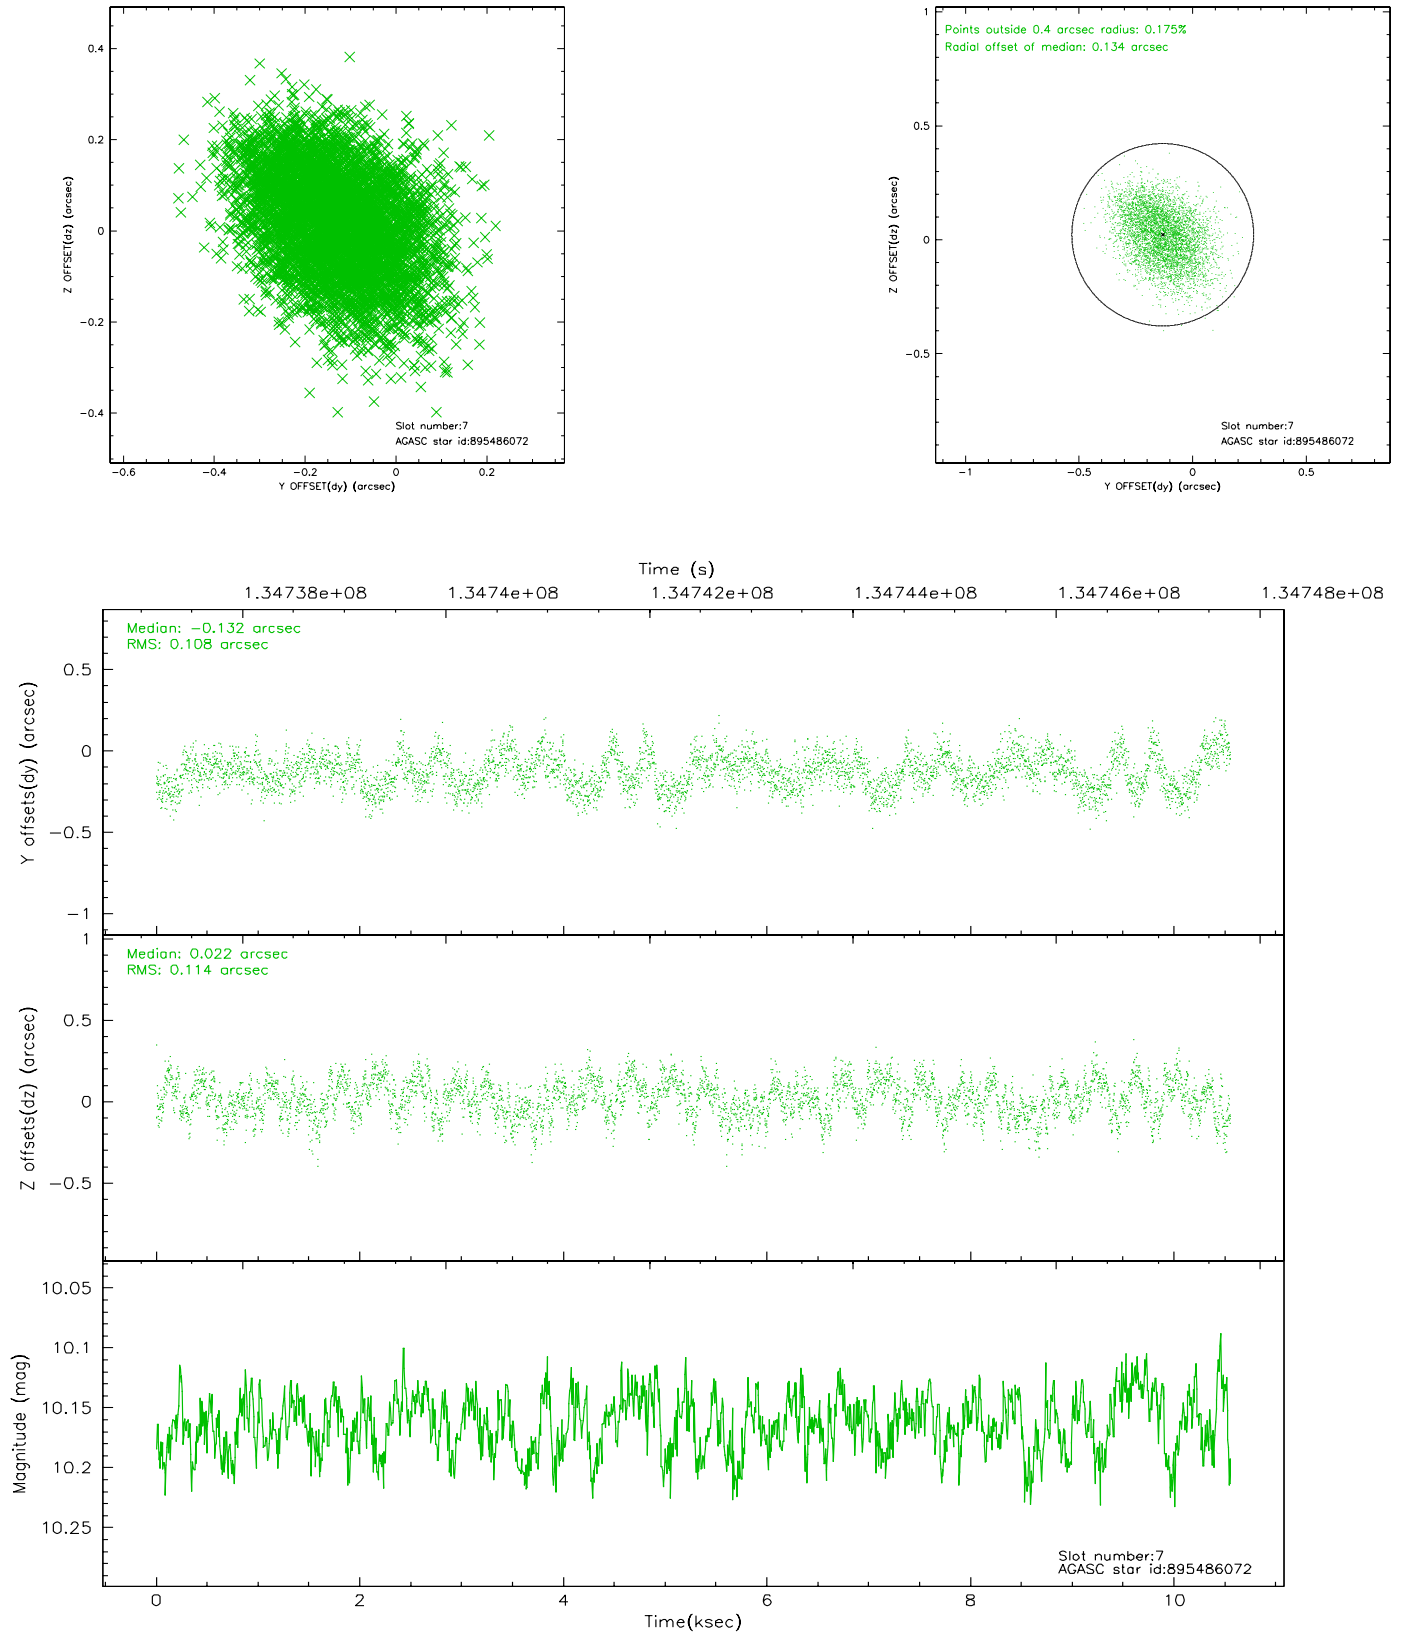 0.4
0.2
0
−0.2
−0.4
Z OFFSET(dz) (arcsec)
Slot number:7
AGASC star id:895486072
−0.6
−0.4
−0.2
0
0.2
Y OFFSET(dy) (arcsec)
Points outside 0.4 arcsec radius: 0.175%
Radial offset of median: 0.134 arcsec
1
0.5
0
−0.5
Z OFFSET(dz) (arcsec)
Slot number:7
AGASC star id:895486072
−1
−0.5
0
0.5
Y OFFSET(dy) (arcsec)
Time (s)
1.34738e+08
1.3474e+08
1.34742e+08
1.34744e+08
1.34746e+08
1.34748e+08
Median: −0.132 arcsec
RMS: 0.108 arcsec
0.5
0
−0.5
−1
Y offsets(dy) (arcsec)
Median: 0.022 arcsec
RMS: 0.114 arcsec
1
0.5
0
−0.5
Z offsets(dz) (arcsec)
10.05
10.1
10.15
10.2
10.25
Magnitude (mag)
Slot number:7
AGASC star id:895486072
0
2
4
6
8
10
Time(ksec)